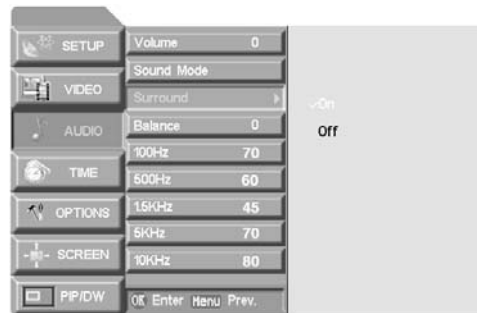 SETUP
VIDEO
AUDIO
TIME
OPTIONS
SCREEN
PIP/DW
Volume 0
Sound Mode
Surround
Balance 0
100Hz 70
500Hz 60
1.5KHz 45
5KHz 70
10KHz 80
OK Enter Menu Prev.
✓On
Off